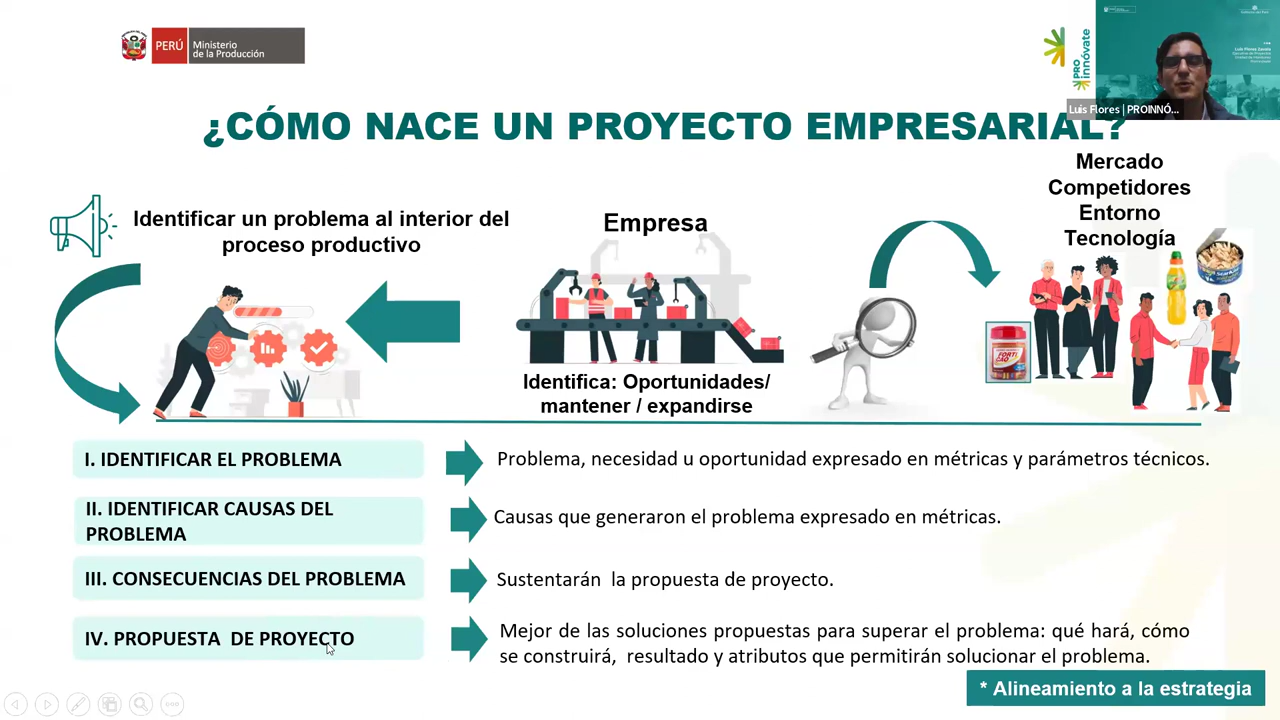 PERÚ
Ministerio
de la Producción
PRO
innóvate
Luis Flores | PROINNÓ...
¿CÓMO NACE UN PROYECTO EMPRESARIAL?
Identificar un problema al interior del
proceso productivo
Empresa
Identifica: Oportunidades/
mantener / expandirse
Mercado
Competidores
Entorno
Tecnología
FORTI
CAO
I. IDENTIFICAR EL PROBLEMA
Problema, necesidad u oportunidad expresado en métricas y parámetros técnicos.
II. IDENTIFICAR CAUSAS DEL
PROBLEMA
Causas que generaron el problema expresado en métricas.
III. CONSECUENCIAS DEL PROBLEMA
Sustentarán la propuesta de proyecto.
IV. PROPUESTA DE PROYECTO
Mejor de las soluciones propuestas para superar el problema: qué hará, cómo
se construirá, resultado y atributos que permitirán solucionar el problema.
* Alineamiento a la estrategia